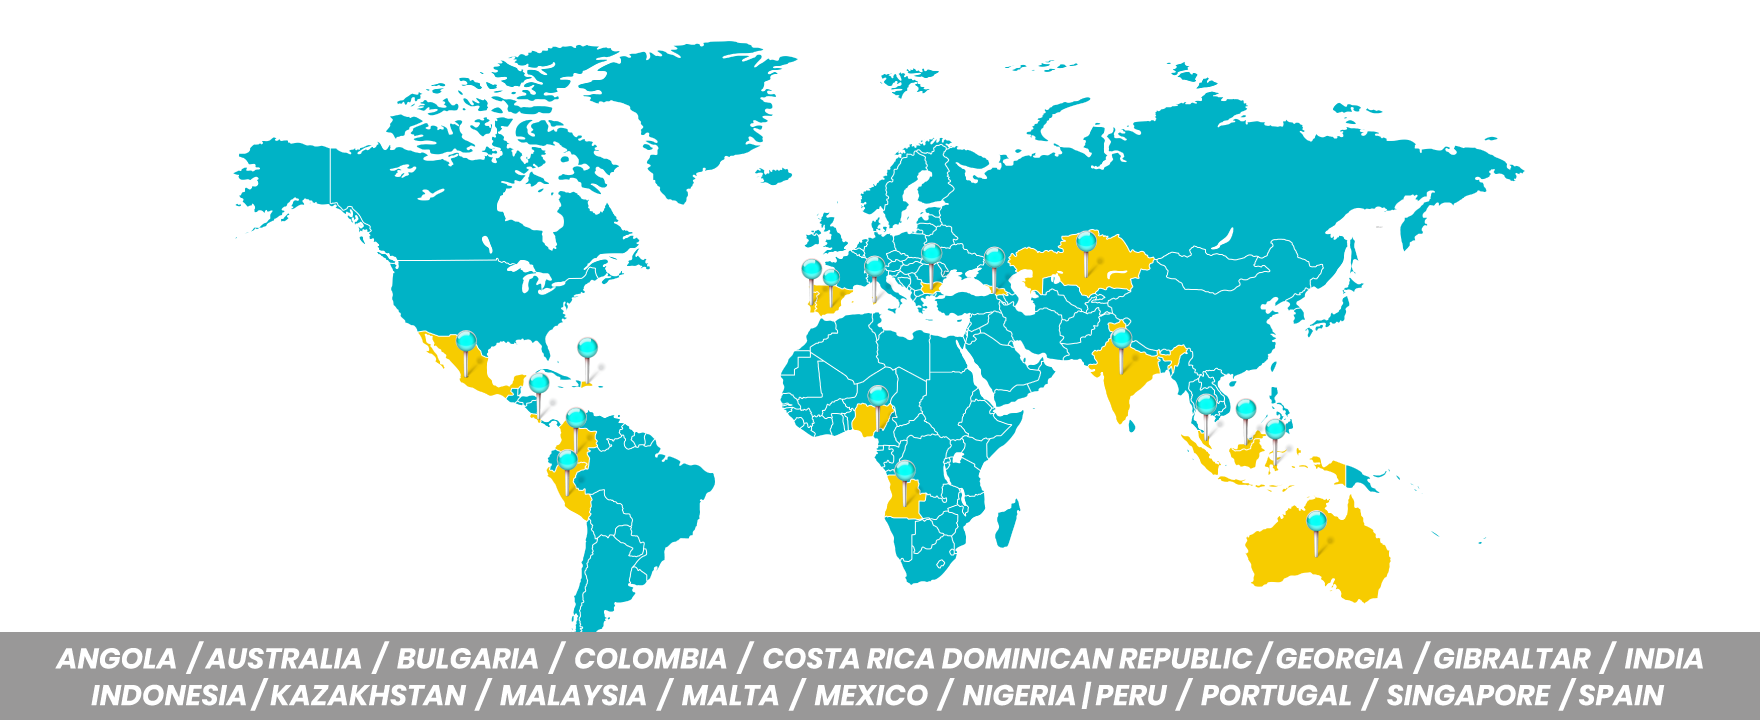 ANGOLA / AUSTRALIA / BULGARIA / COLOMBIA / COSTA RICA DOMINICAN REPUBLIC / GEORGIA / GIBRALTAR / INDIA
INDONESIA / KAZAKHSTAN / MALAYSIA / MALTA / MEXICO / NIGERIA | PERU / PORTUGAL / SINGAPORE / SPAIN